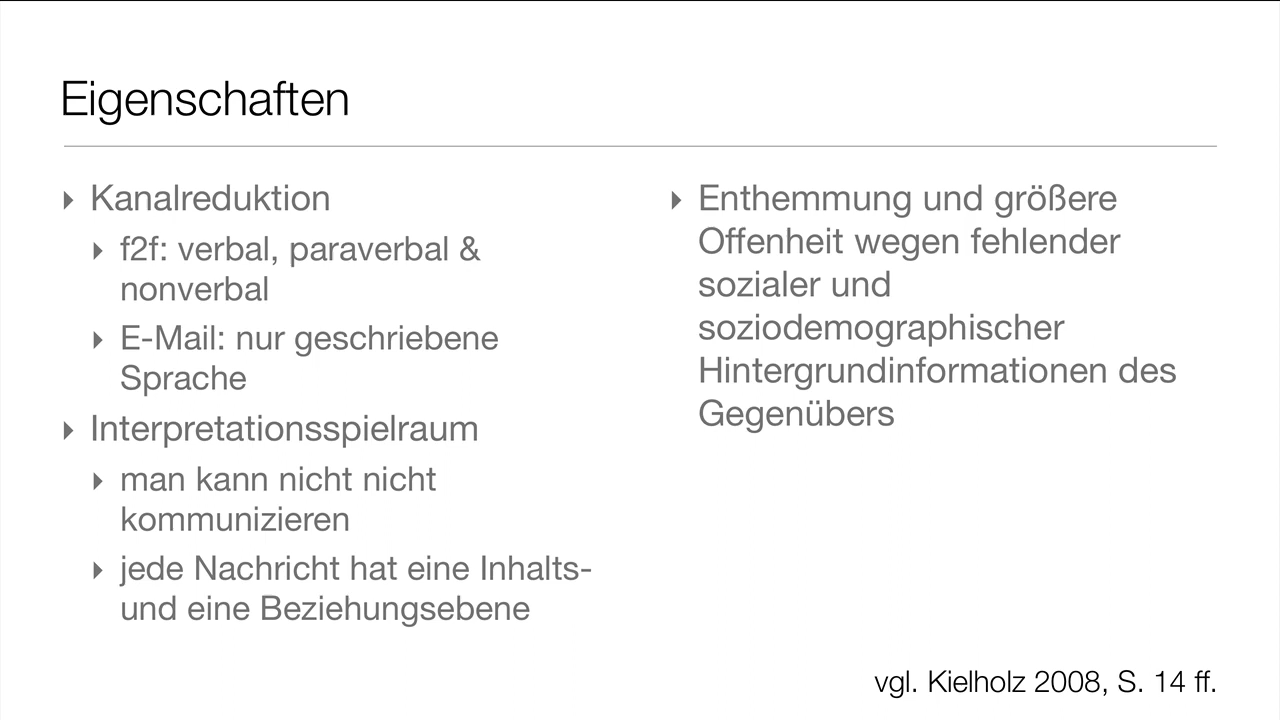 Eigenschaften
Kanalreduktion
f2f: verbal, paraverbal &
nonverbal
E-Mail: nur geschriebene
Sprache
Interpretationsspielraum
man kann nicht nicht
kommunizieren
jede Nachricht hat eine Inhalts-
und eine Beziehungsebene
Enthemmung und größere
Offenheit wegen fehlender
sozialer und
soziodemographischer
Hintergrundinformationen des
Gegenübers
vgl. Kielholz 2008, S. 14 ff.